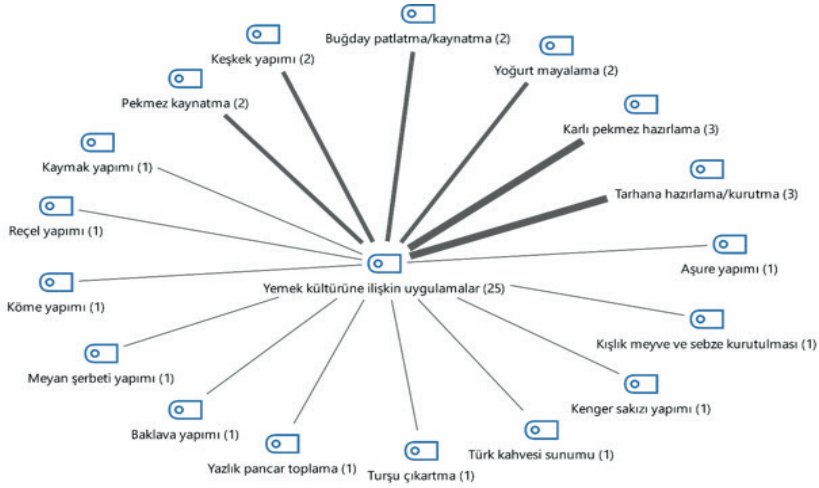 Buğday patlatma/kaynatma (2)
Keşkek yapımı (2)
Yoğurt mayalama (2)
Pekmez kaynatma (2)
Karlı pekmez hazırlama (3)
Kaymak yapımı (1)
Tarhana hazırlama/kurutma (3)
Reçel yapımı (1)
Aşure yapımı (1)
Yemek kültürüne ilişkin uygulamalar (25)
Köme yapımı (1)
Kışlık meyve ve sebze kurutulması (1)
Meyan şerbeti yapımı (1)
Kenger sakızı yapımı (1)
Baklava yapımı (1)
Türk kahvesi sunumu (1)
Yazlık pancar toplama (1)
Turşu çıkartma (1)